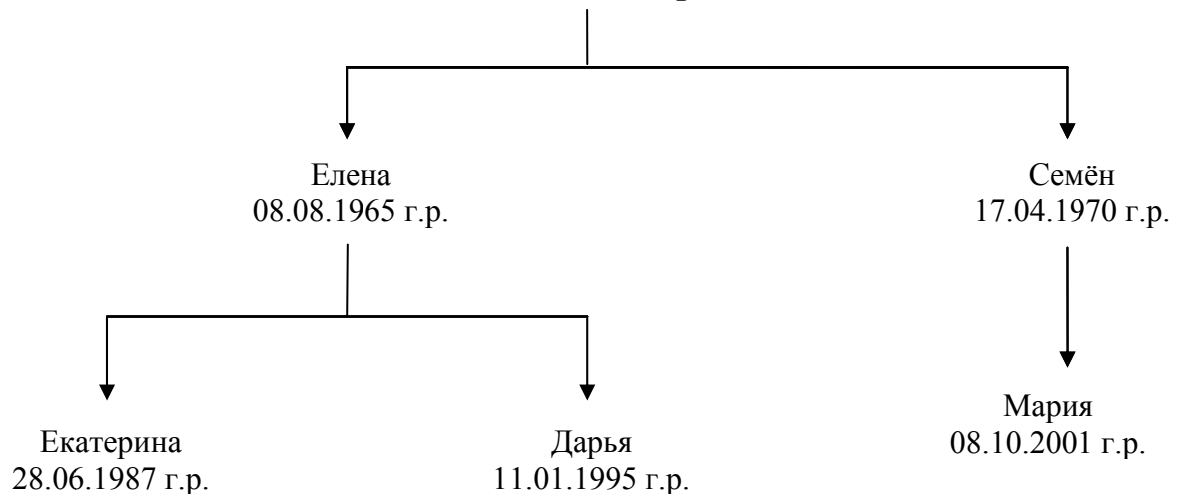 Елена
08.08.1965 г.р.
Семён
17.04.1970 г.р.
Екатерина
28.06.1987 г.р.
Дарья
11.01.1995 г.р.
Мария
08.10.2001 г.р.